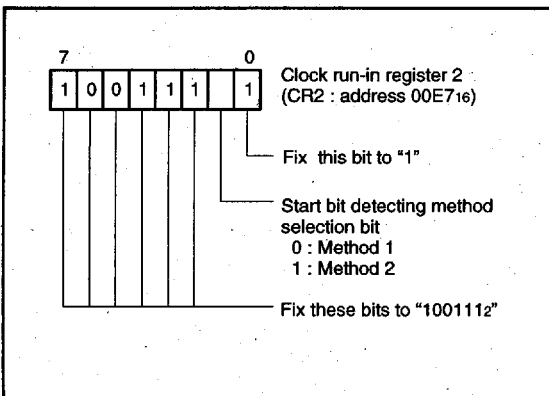 7 0
1 0 0 1 1 1 1
Clock run-in register 2
(CR2 : address 00E716)
Fix this bit to “1”
Start bit detecting method
selection bit
0 : Method 1
1 : Method 2
Fix these bits to “1001112”